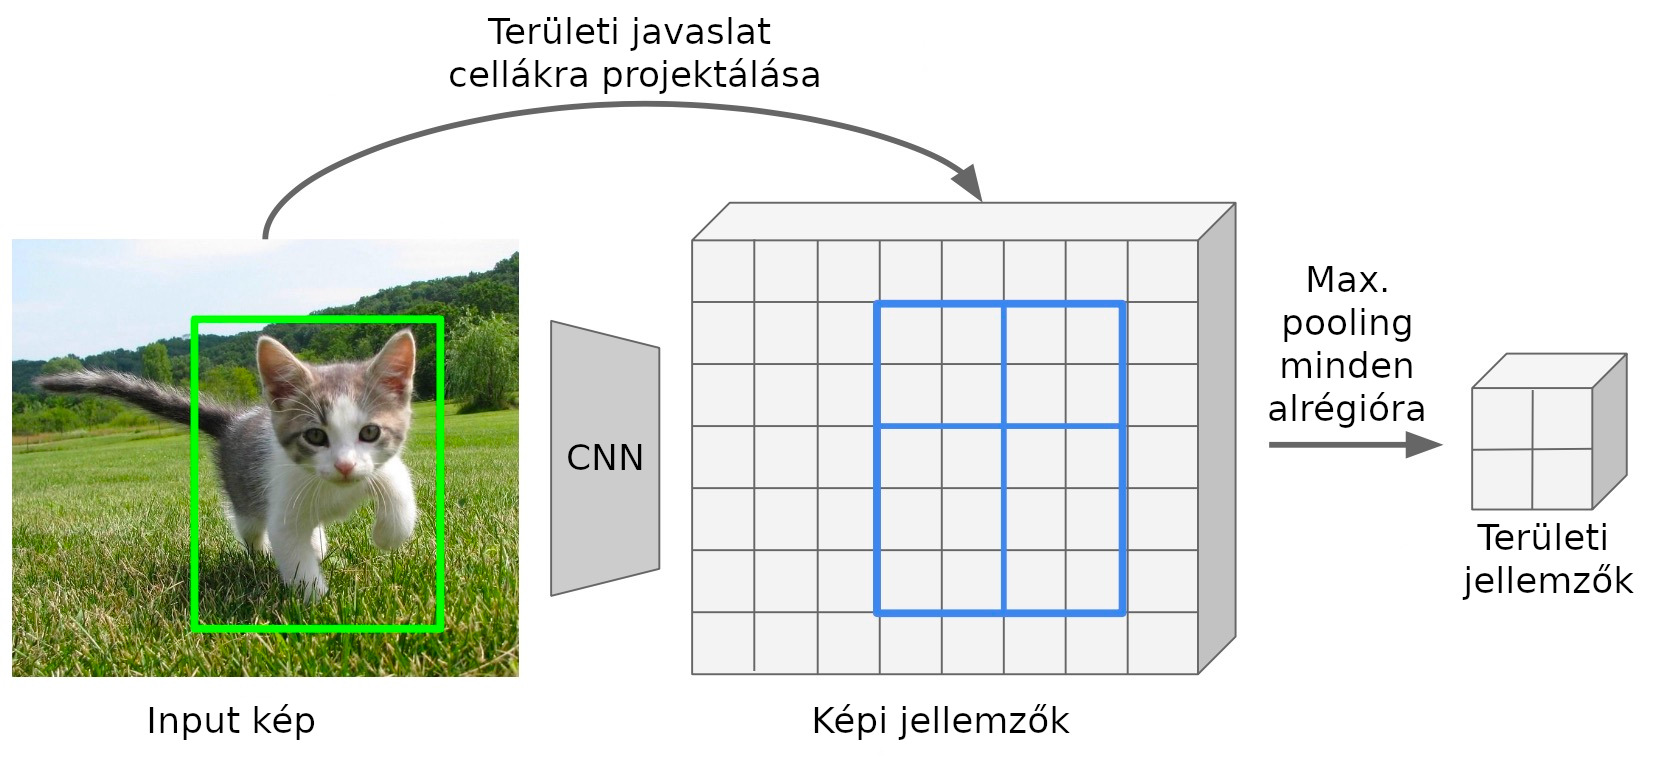 Területi javaslat
cellákra projektálása
CNN
Max.
pooling
minden
alrégióra
Területi
jellemzők
Input kép
Képi jellemzők